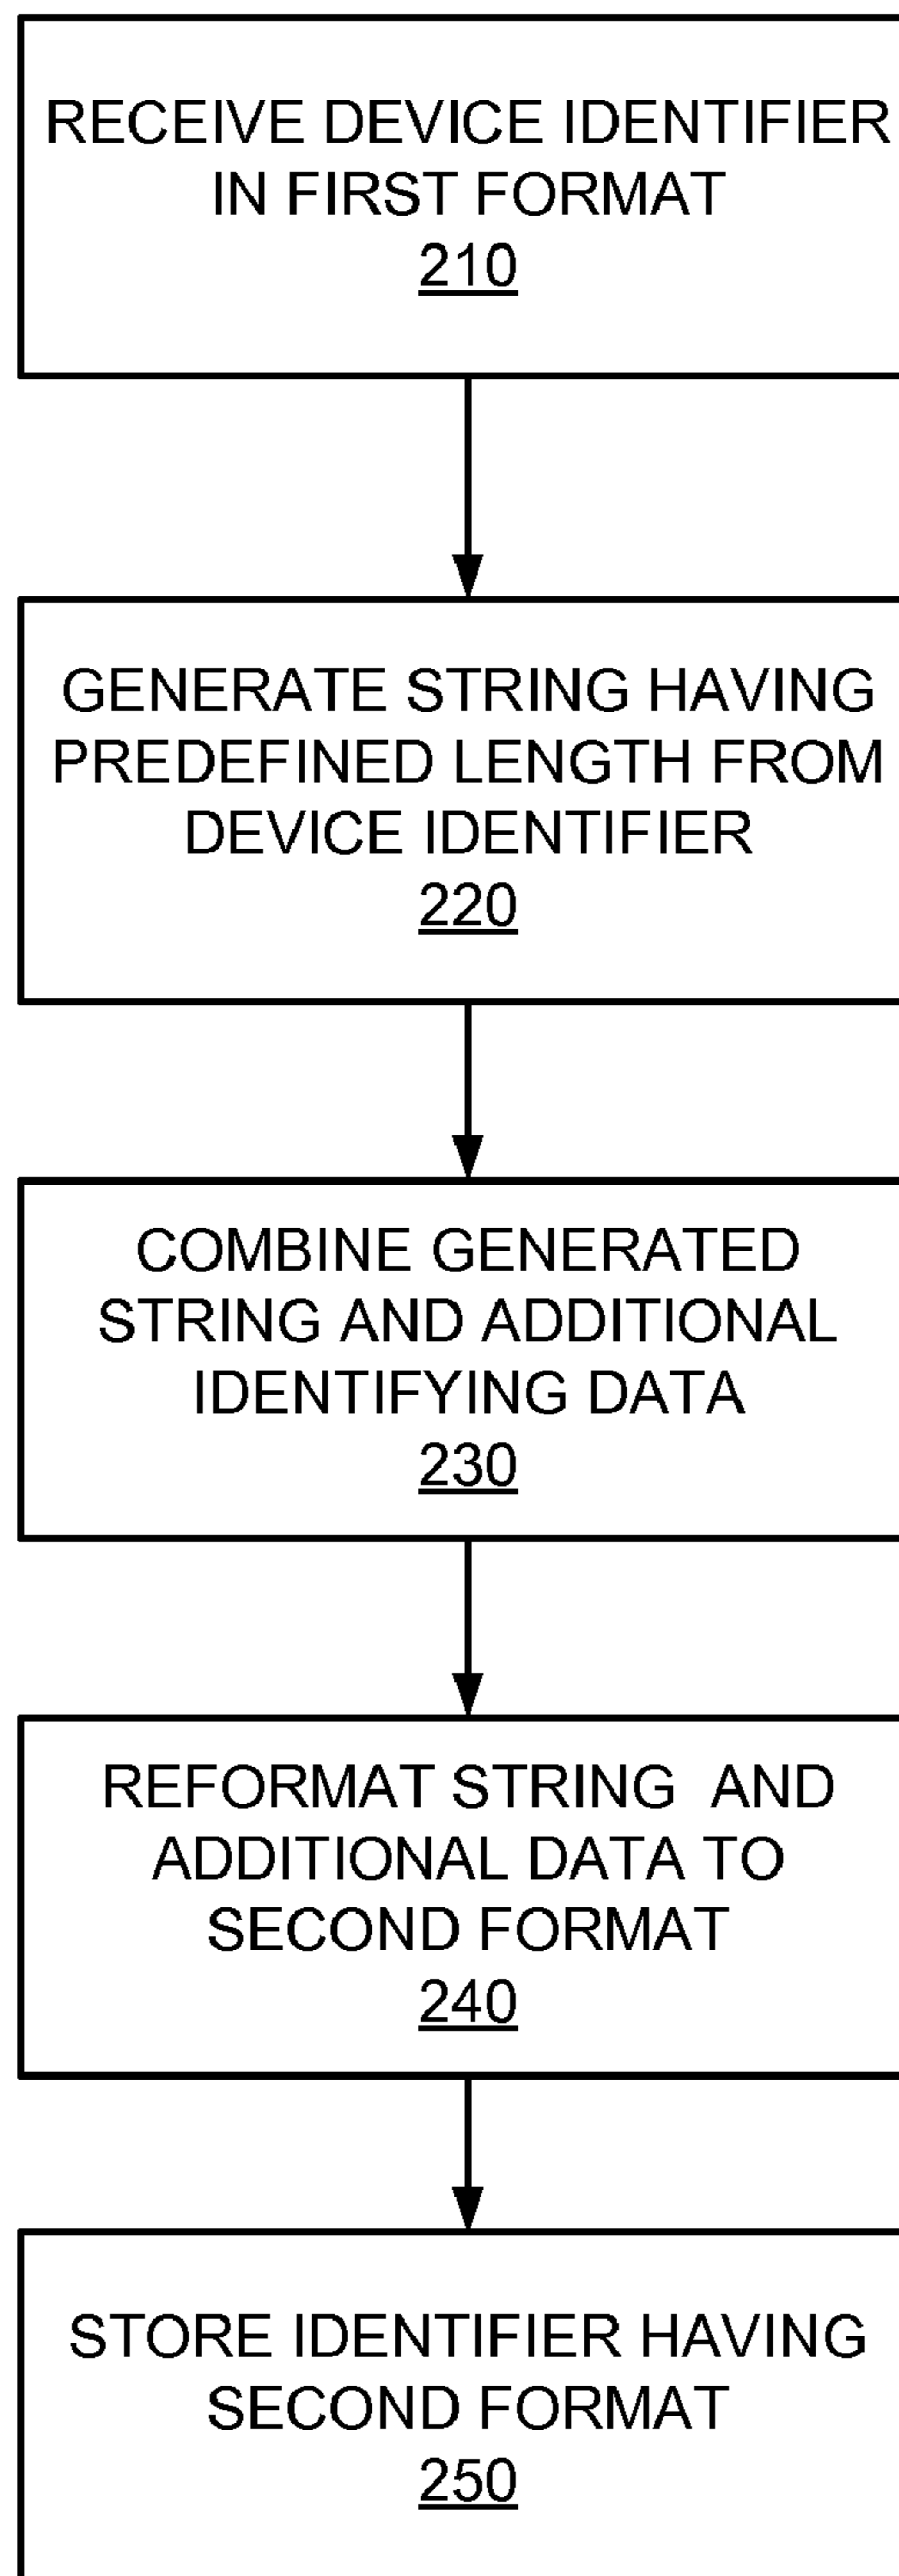 RECEIVE DEVICE IDENTIFIER
IN FIRST FORMAT
210
GENERATE STRING HAVING
PREDEFINED LENGTH FROM
DEVICE IDENTIFIER
220
COMBINE GENERATED
STRING AND ADDITIONAL
IDENTIFYING DATA
230
REFORMAT STRING AND
ADDITIONAL DATA TO
SECOND FORMAT
240
STORE IDENTIFIER HAVING
SECOND FORMAT
250